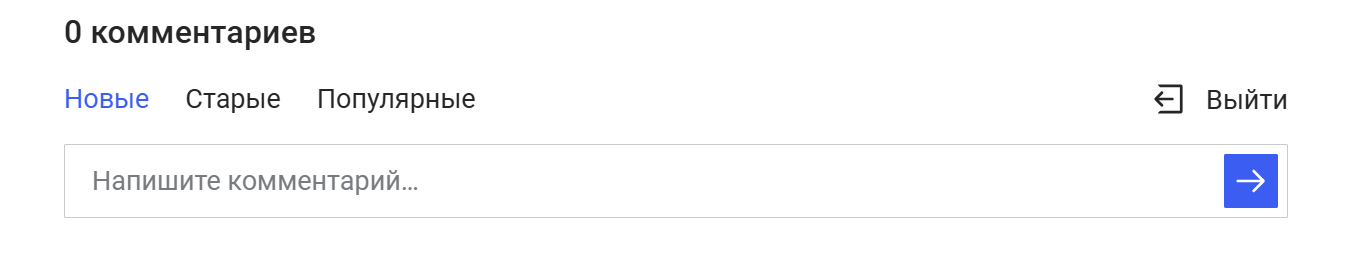 0 комментариев
Новые Старые Популярные Выйти
Напишите комментарий...